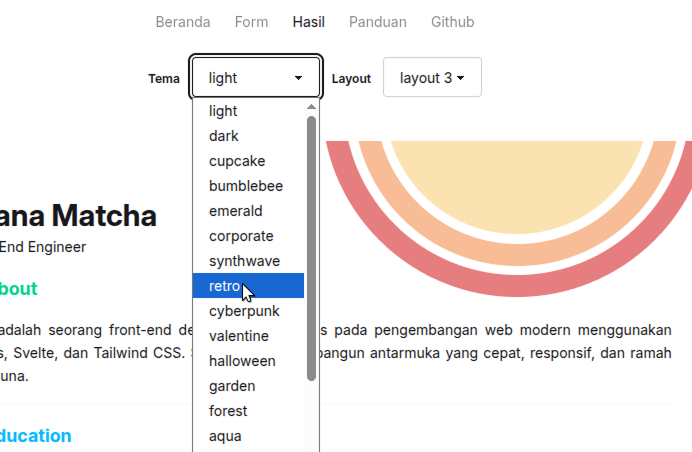 Beranda Form Hasil Panduan Github
Tema light Layout layout 3
light
dark
cupcake
bumblebee
emerald
corporate
synthwave
retro
cyberpunk
valentine
halloween
garden
forest
aqua
ana Matcha
End Engineer
bout
adalah seorang front-end de s pada pengembangan web modern menggunakan
s, Svelte, dan Tailwind CSS. bangun antarmuka yang cepat, responsif, dan ramah
una.
ducation